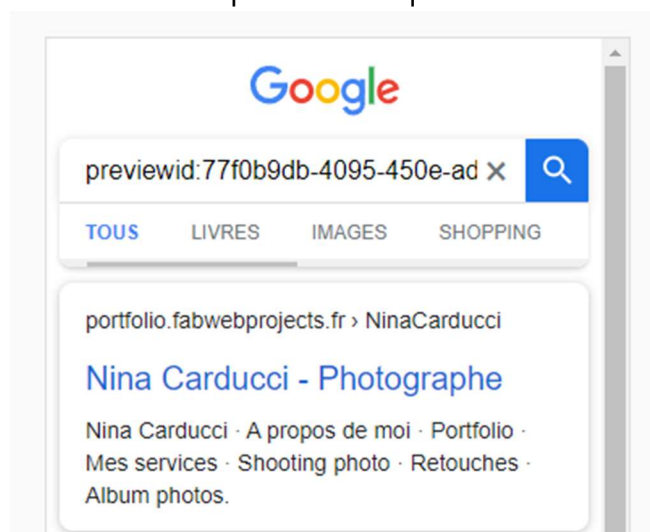 Google
previewid:77f0b9db-4095-450e-ad
TOUS LIVRES IMAGES SHOPPING
portfolio.fabwebprojects.fr › NinaCarducci
Nina Carducci - Photographe
Nina Carducci · A propos de moi · Portfolio ·
Mes services · Shooting photo · Retouches ·
Album photos.